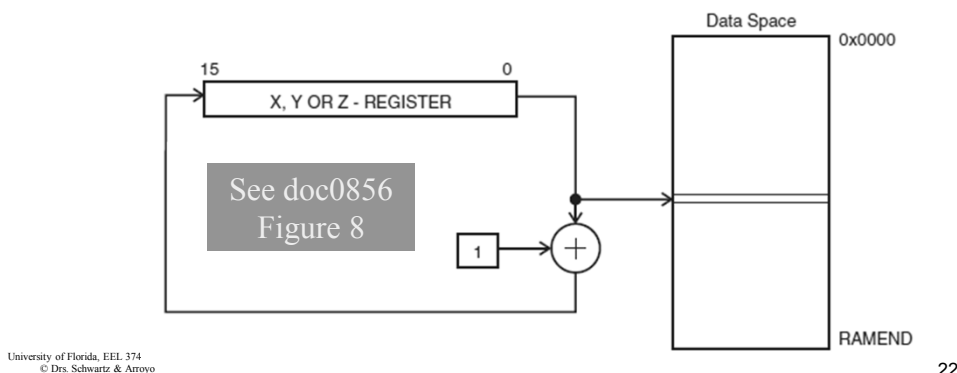 Data Space
0x0000
15 0
X, Y OR Z - REGISTER
See doc0856
Figure 8
1
RAMEND
University of Florida, EEL 374
© Drs. Schwartz & Arroyo
22